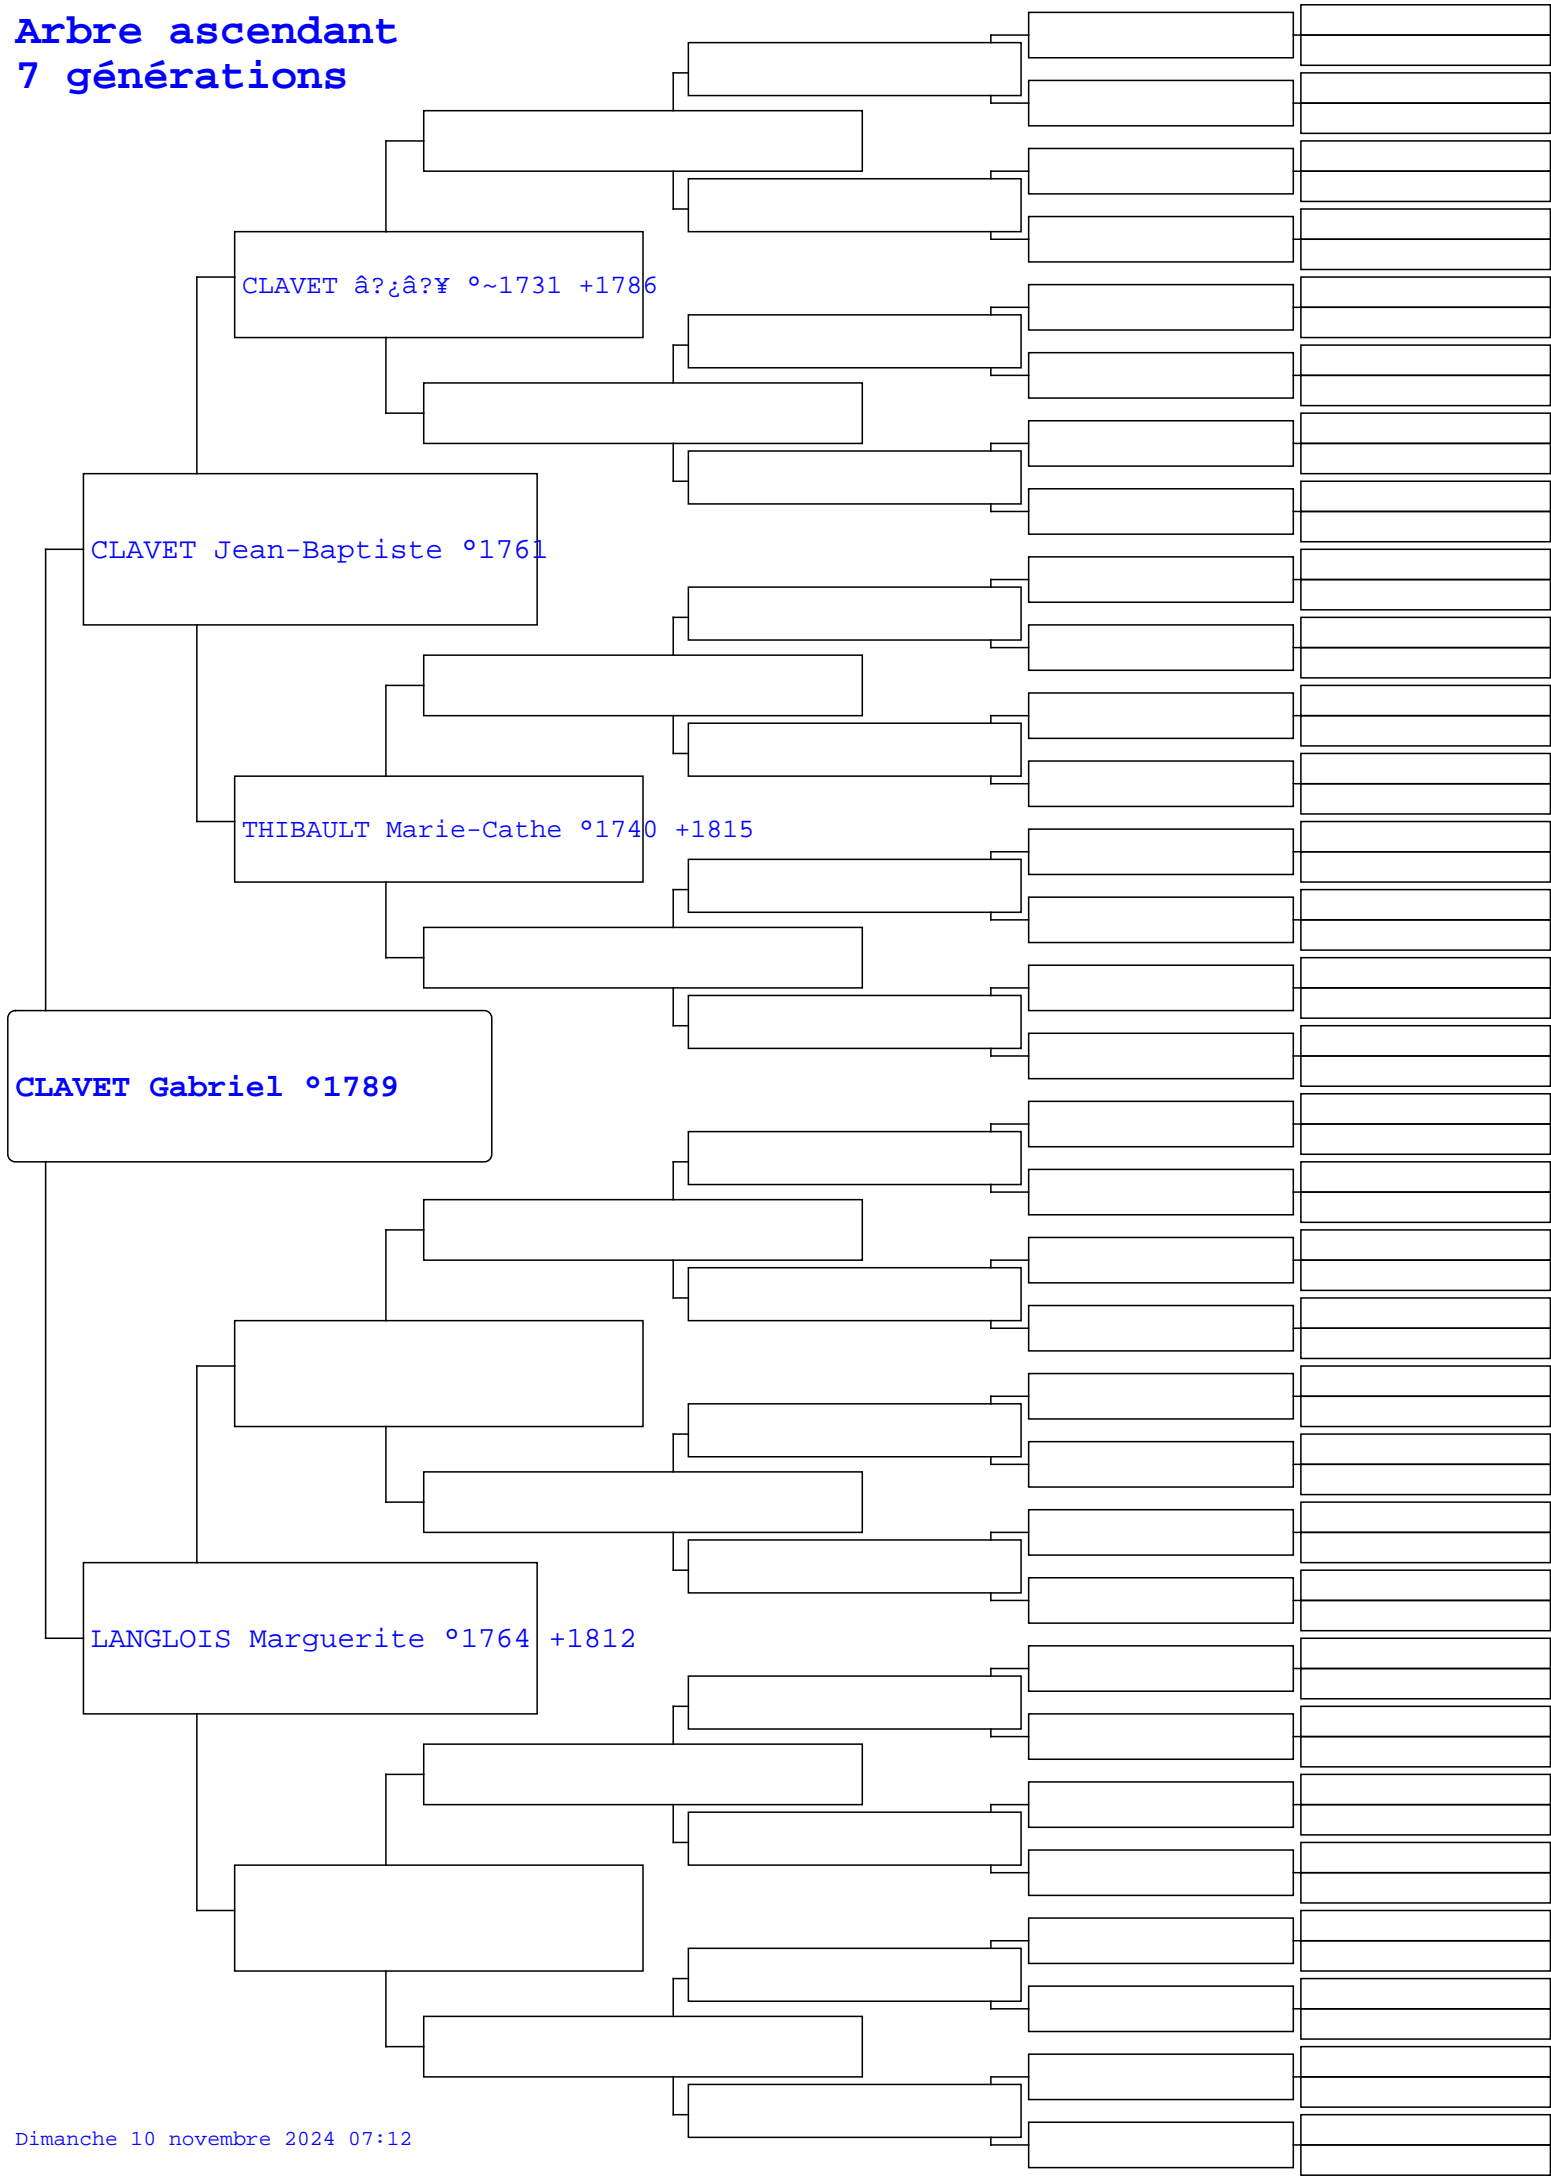 Arbre ascendant
7 générations
CLAVET â?¿â?¥ °~1731 +1786
CLAVET Jean-Baptiste °1761
THIBAULT Marie-Cathe °1740 +1815
CLAVET Gabriel °1789
LANGLOIS Marguerite °1764 +1812
Dimanche 10 novembre 2024 07:12